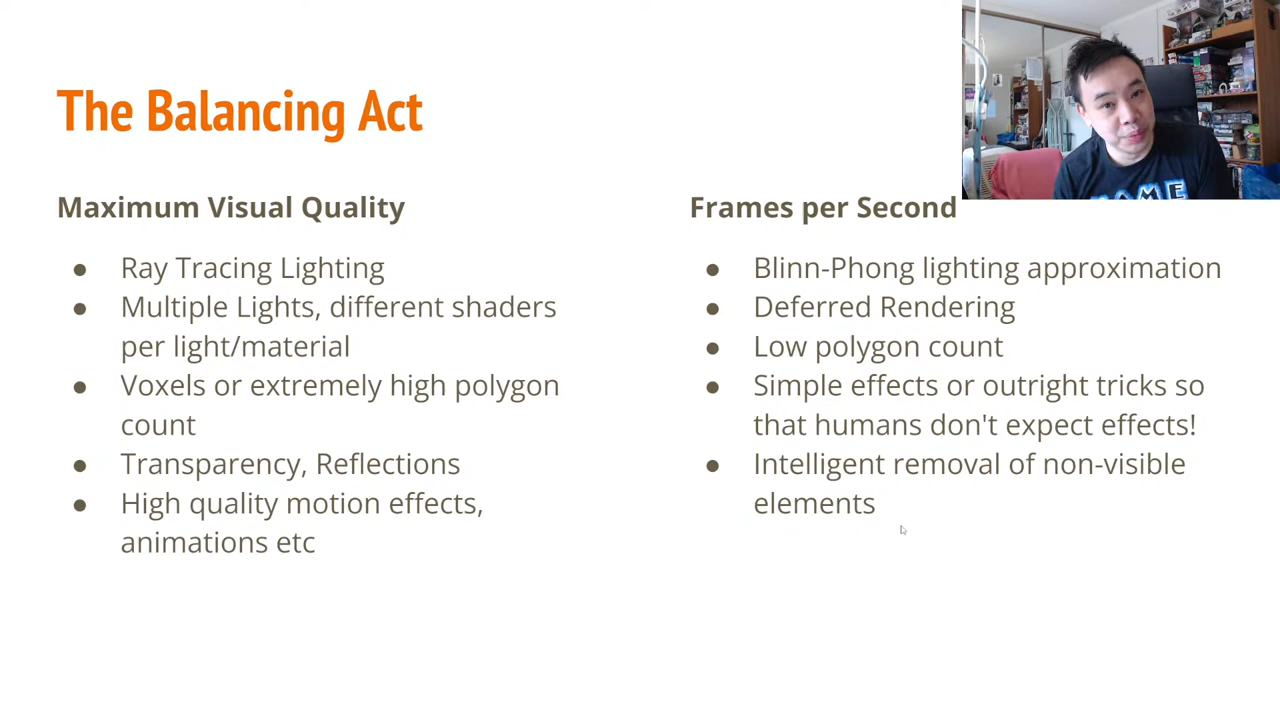 The Balancing Act
Maximum Visual Quality
● Ray Tracing Lighting
● Multiple Lights, different shaders
per light/material
● Voxels or extremely high polygon
count
● Transparency, Reflections
● High quality motion effects,
animations etc
Frames per Second
● Blinn-Phong lighting approximation
● Deferred Rendering
● Low polygon count
● Simple effects or outright tricks so
that humans don't expect effects!
● Intelligent removal of non-visible
elements